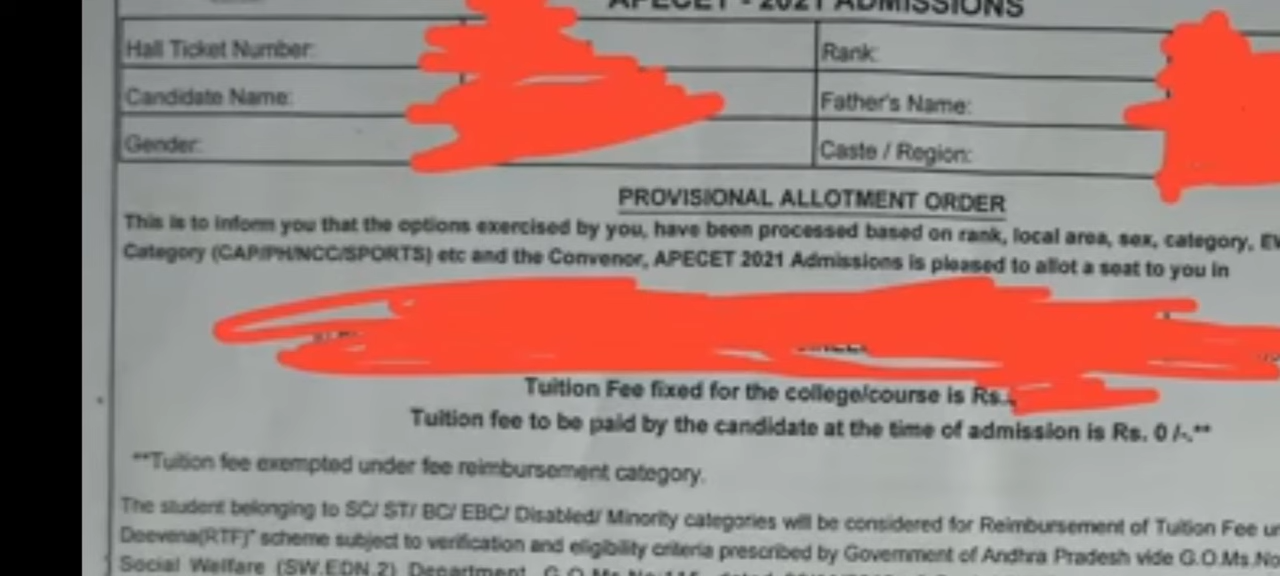 APECET - 2021 ADMISSIONS
Hall Ticket Number:
Rank:
Candidate Name:
Father's Name:
Gender:
Caste / Region:
PROVISIONAL ALLOTMENT ORDER
This is to inform you that the options exercised by you, have been processed based on rank, local area, sex, category,
Category (CAP/PH/NCC/SPORTS) etc and the Convenor, APECET 2021 Admissions is pleased to allot a seat to you in
Tuition Fee fixed for the college/course is Rs.
Tuition fee to be paid by the candidate at the time of admission is Rs. 0 /-.**
**Tuition fee exempted under fee reimbursement category.
The student belonging to SC/ ST/ BC/ EBC/ Disabled/ Minority categories will be considered for Reimbursement of Tuition Fee
Deevena(RTF)" scheme subject to verification and eligibility criteria prescribed by Government of Andhra Pradesh vide G.O.Ms.No
Social Welfare (SW.EDN.2) Department, G.O.Ms.No